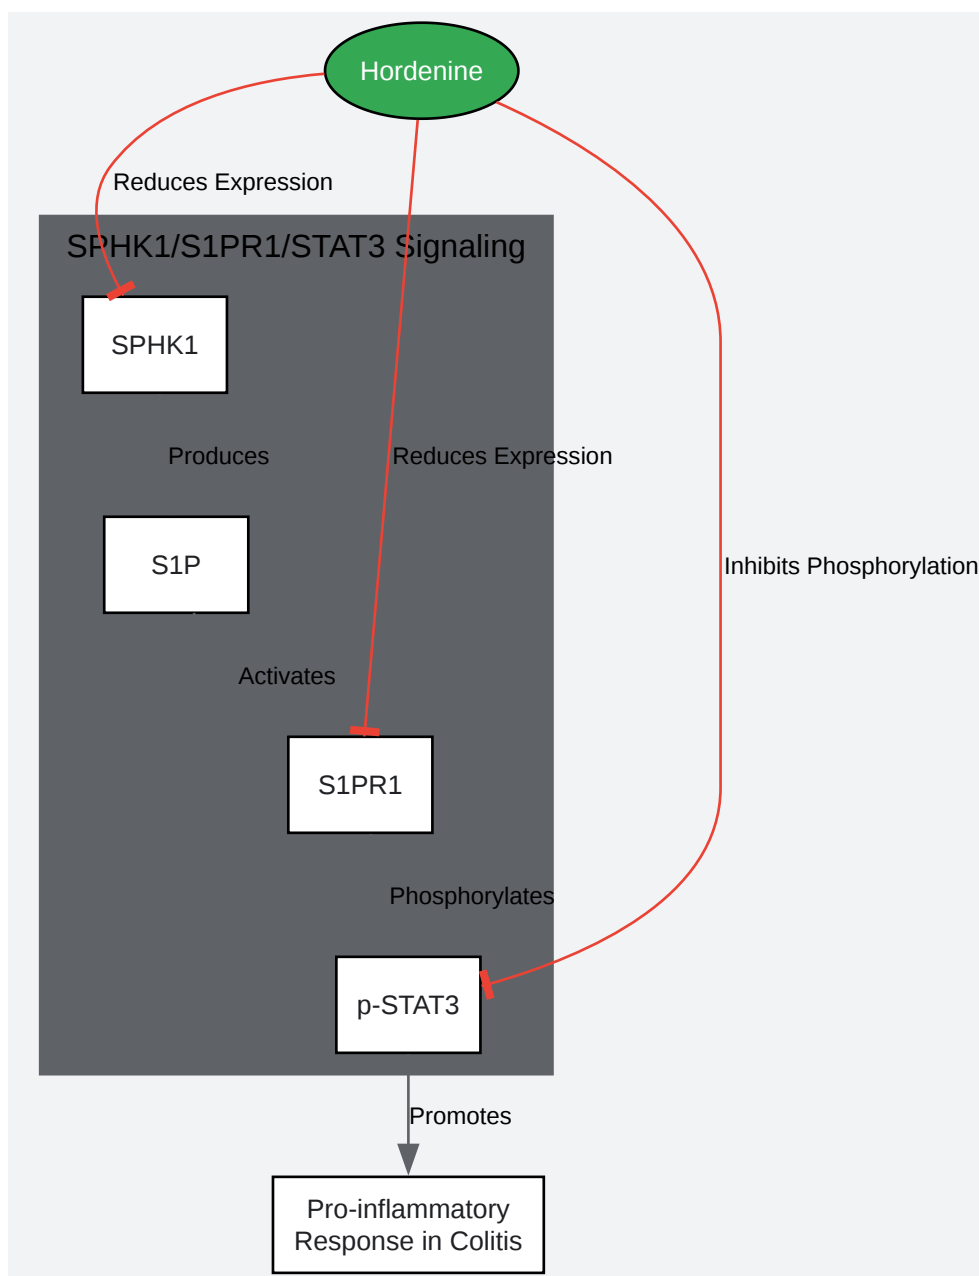 Hordenine
Reduces Expression
SPHK1/S1PR1/STAT3 Signaling
SPHK1
Produces
Reduces Expression
S1P
Inhibits Phosphorylation
Activates
S1PR1
Phosphorylates
p-STAT3
Promotes
Pro-inflammatory
Response in Colitis